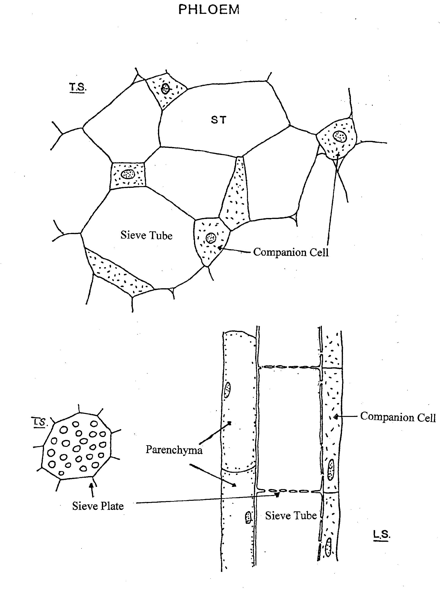 PHLOEM
T.S.
ST
Sieve Tube
Companion Cell
T.S.
Companion Cell
Parenchyma
Sieve Plate
Sieve Tube
L.S.